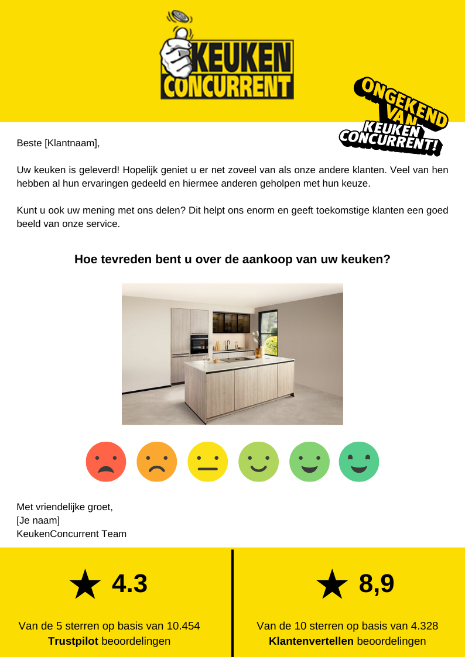 KEUKEN
CONCURRENT
ONGEKEND
VAN
KEUKEN
CONCURRENT!
Beste [Klantnaam],
Uw keuken is geleverd! Hopelijk geniet u er net zoveel van als onze andere klanten. Veel van hen
hebben al hun ervaringen gedeeld en hiermee anderen geholpen met hun keuze.
Kunt u ook uw mening met ons delen? Dit helpt ons enorm en geeft toekomstige klanten een goed
beeld van onze service.
Hoe tevreden bent u over de aankoop van uw keuken?
Met vriendelijke groet,
[Je naam]
KeukenConcurrent Team
4.3
Van de 5 sterren op basis van 10.454
Trustpilot beoordelingen
8,9
Van de 10 sterren op basis van 4.328
Klantenvertellen beoordelingen